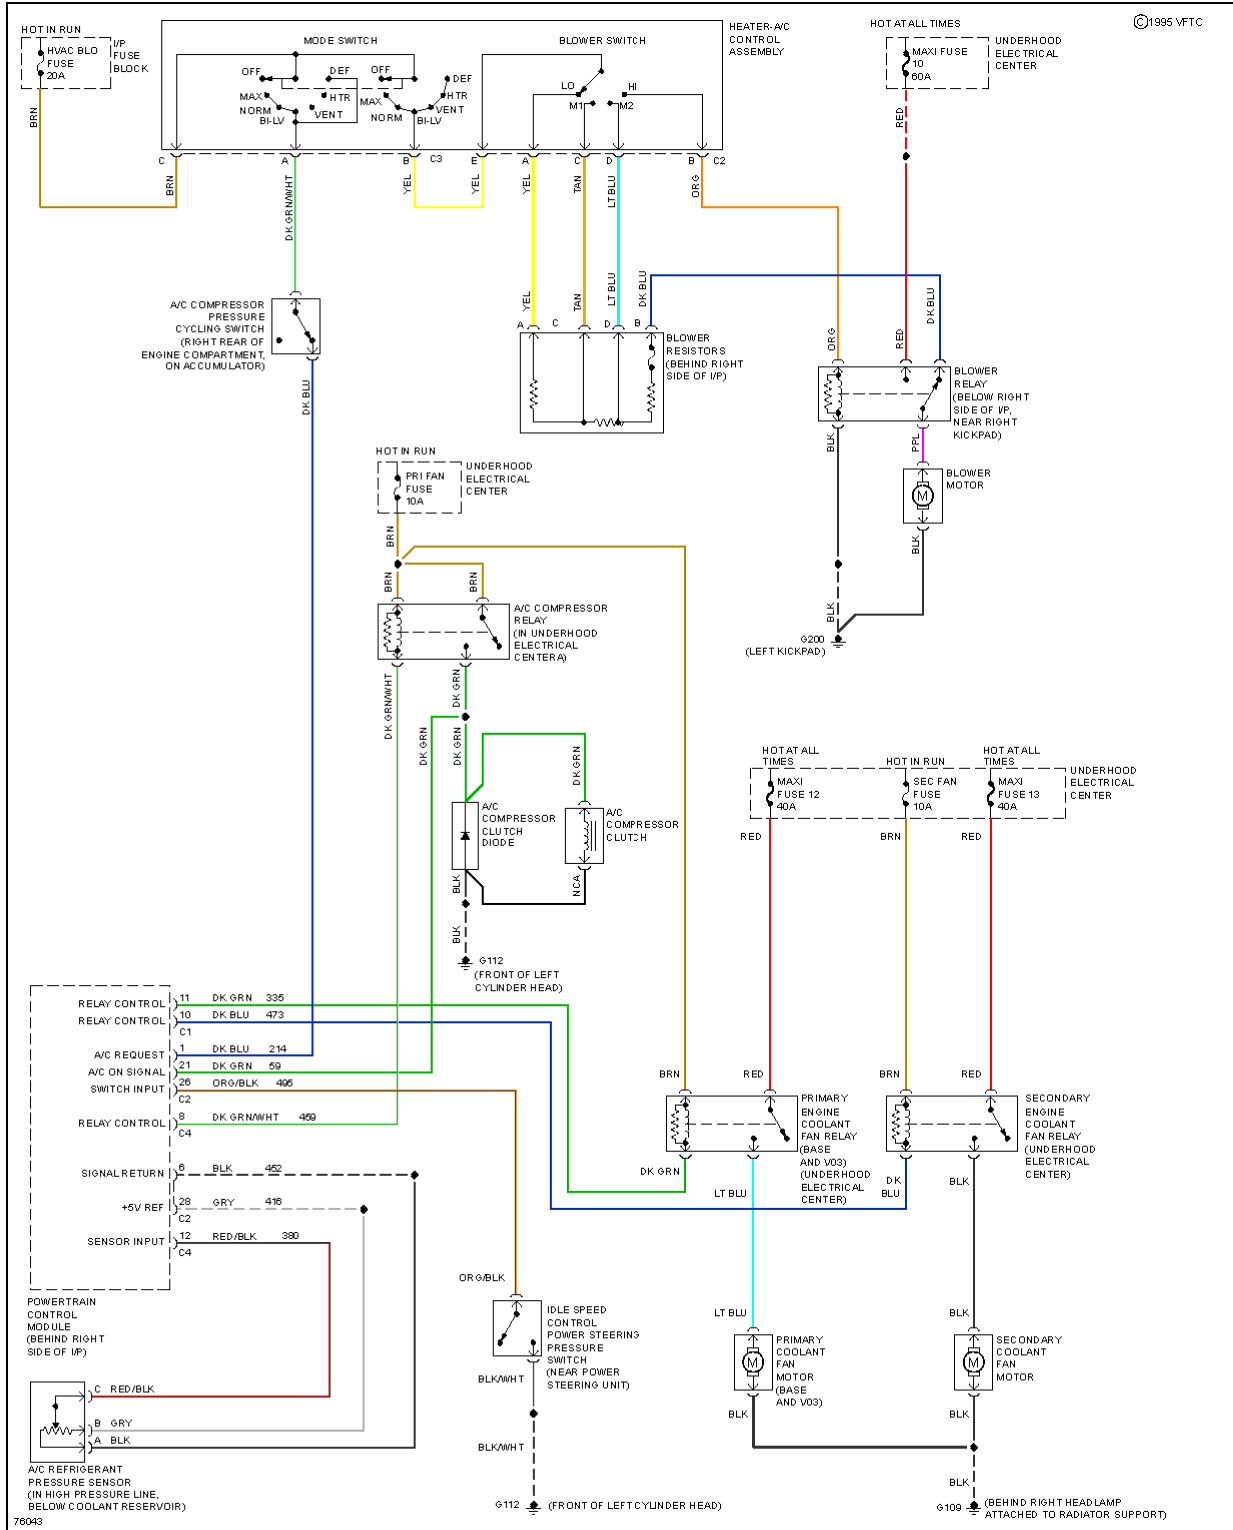 HOT IN RUN
HVAC BLO
FUSE
20A
I/P
FUSE
BLOCK
BRN
MODE SWITCH
BLOWER SWITCH
HEATER-A/C
CONTROL
ASSEMBLY
OFF
DEF
OFF
DEF
MAX
HTR
MAX
HTR
NORM
VENT
NORM
VENT
BI-LV
BI-LV
LO
HI
M1
M2
C
A
B
C3
E
A
C
D
B
C2
HOT AT ALL TIMES
MAXI FUSE
10
60A
UNDERHOOD
ELECTRICAL
CENTER
©1995 VFTC
RED
BRN
DK GRN/WHT
YEL
YEL
YEL
TAN
LT BLU
ORG
A/C COMPRESSOR
PRESSURE
CYCLING SWITCH
(RIGHT REAR OF
ENGINE COMPARTMENT,
ON ACCUMULATOR)
DK BLU
YEL
TAN
LT BLU
DK BLU
A
C
D
B
BLOWER
RESISTORS
(BEHIND RIGHT
SIDE OF I/P)
ORG
RED
DK BLU
BLOWER
RELAY
(BELOW RIGHT
SIDE OF I/P,
NEAR RIGHT
KICKPAD)
BLK
PPL
BLOWER
MOTOR
M
BLK
BLK
G200
(LEFT KICKPAD)
HOT IN RUN
PRI FAN
FUSE
10A
UNDERHOOD
ELECTRICAL
CENTER
BRN
BRN
BRN
A/C COMPRESSOR
RELAY
(IN UNDERHOOD
ELECTRICAL
CENTERA)
DK GRN/WHT
DK GRN
DK GRN
DK GRN
DK GRN
A/C
COMPRESSOR
CLUTCH
DIODE
A/C
COMPRESSOR
CLUTCH
BLK
NCA
BLK
G112
(FRONT OF LEFT
CYLINDER HEAD)
HOT AT ALL
TIMES
HOT IN RUN
HOT AT ALL
TIMES
MAXI
FUSE 12
40A
SEC FAN
FUSE
10A
MAXI
FUSE 13
40A
UNDERHOOD
ELECTRICAL
CENTER
RED
BRN
RED
RELAY CONTROL 11 DK GRN 335
RELAY CONTROL 10 DK BLU 473
C1
A/C REQUEST 1 DK BLU 214
A/C ON SIGNAL 21 DK GRN 59
SWITCH INPUT 26 ORG/BLK 495
C2
RELAY CONTROL 8 DK GRN/WHT 459
C4
SIGNAL RETURN 6 BLK 452
+5V REF 28 GRY 416
C2
SENSOR INPUT 12 RED/BLK 380
C4
POWERTRAIN
CONTROL
MODULE
(BEHIND RIGHT
SIDE OF I/P)
BRN
RED
BRN
RED
PRIMARY
ENGINE
COOLANT
FAN RELAY
(BASE
AND V03)
(UNDERHOOD
ELECTRICAL
CENTER)
SECONDARY
ENGINE
COOLANT
FAN RELAY
(UNDERHOOD
ELECTRICAL
CENTER)
DK GRN
LT BLU
DK
BLU
BLK
ORG/BLK
IDLE SPEED
CONTROL
POWER STEERING
PRESSURE
SWITCH
(NEAR POWER
STEERING UNIT)
BLK/WHT
BLK/WHT
G112
(FRONT OF LEFT CYLINDER HEAD)
LT BLU
BLK
M
PRIMARY
COOLANT
FAN
MOTOR
(BASE
AND V03)
M
SECONDARY
COOLANT
FAN
MOTOR
BLK
BLK
BLK
G109
(BEHIND RIGHT HEADLAMP
ATTACHED TO RADIATOR SUPPORT)
C RED/BLK
B GRY
A BLK
A/C REFRIGERANT
PRESSURE SENSOR
(IN HIGH PRESSURE LINE,
BELOW COOLANT RESERVOIR)
76043